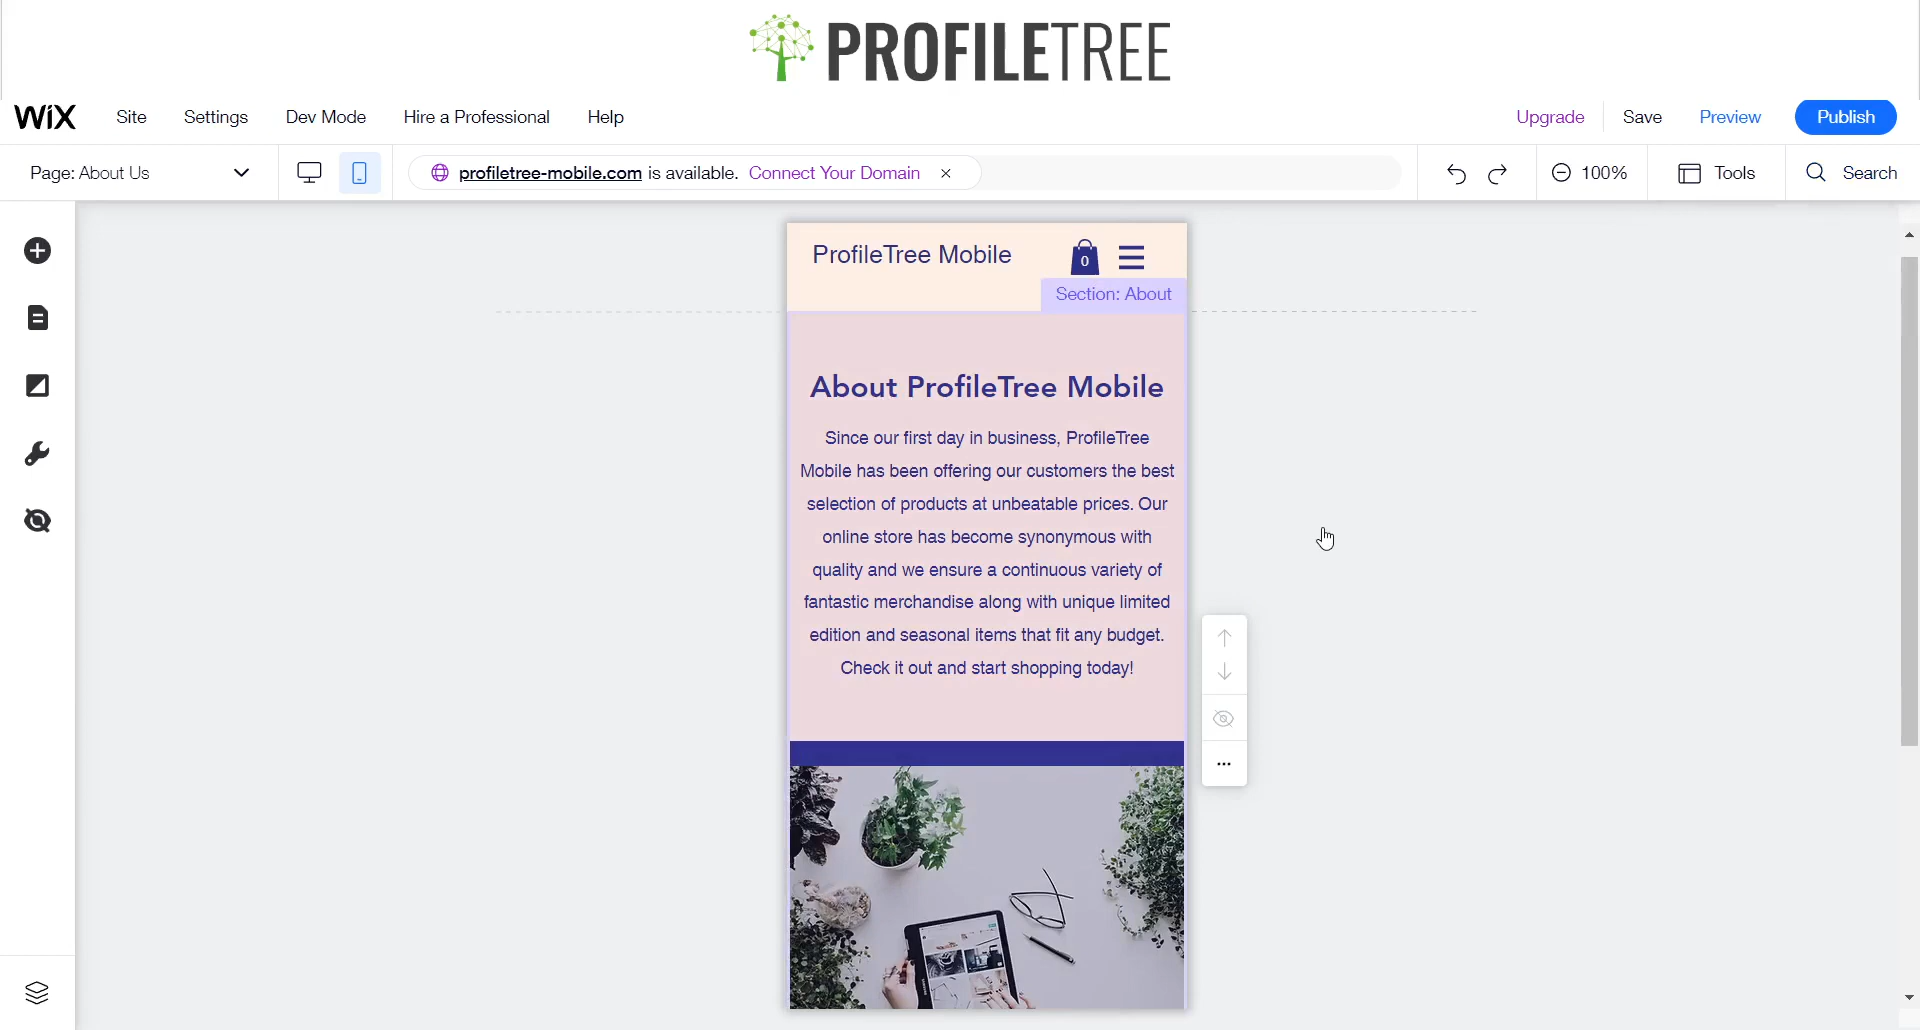 PROFILETREE
WiX Site Settings Dev Mode Hire a Professional Help Upgrade Save Preview Publish
Page: About Us profiletree-mobile.com is available. Connect Your Domain × 100% Tools Search
ProfileTree Mobile 0
Section: About
About ProfileTree Mobile
Since our first day in business, ProfileTree
Mobile has been offering our customers the best
selection of products at unbeatable prices. Our
online store has become synonymous with
quality and we ensure a continuous variety of
fantastic merchandise along with unique limited
edition and seasonal items that fit any budget.
Check it out and start shopping today!